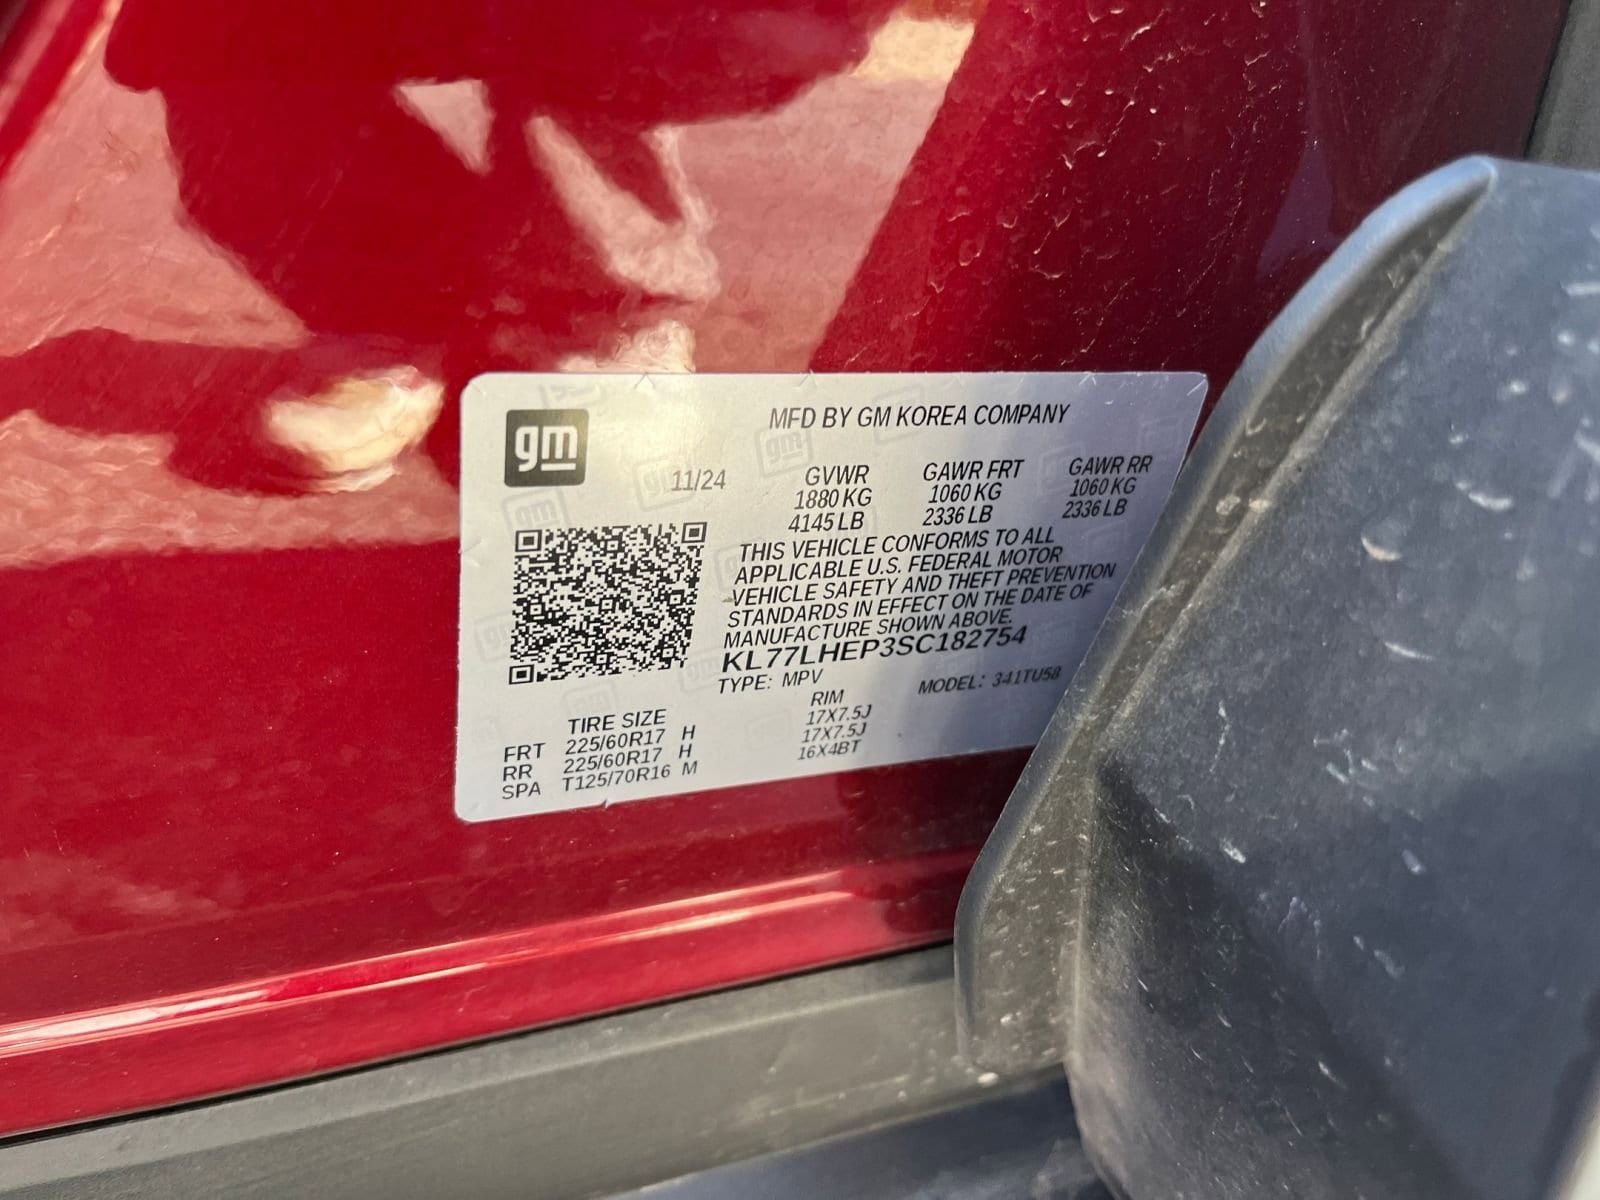 gm
MFD BY GM KOREA COMPANY
11/24
GVWR GAWR FRT GAWR RR
1880 KG 1060 KG 1060 KG
4145 LB 2336 LB 2336 LB
THIS VEHICLE CONFORMS TO ALL
APPLICABLE U.S. FEDERAL MOTOR
VEHICLE SAFETY AND THEFT PREVENTION
STANDARDS IN EFFECT ON THE DATE OF
MANUFACTURE SHOWN ABOVE.
KL77LHEP3SC182754
TYPE: MPV MODEL: 341TU58
TIRE SIZE RIM
FRT 225/60R17 H 17X7.5J
RR 225/60R17 H 17X7.5J
SPA T125/70R16 M 16X4BT